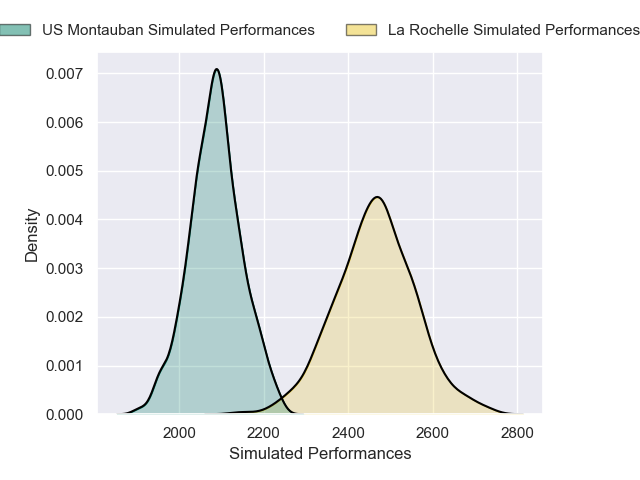 US Montauban Simulated Performances La Rochelle Simulated Performances
0.007
0.006
0.005
0.004
0.003
0.002
0.001
0.000
Density
2000 2200 2400 2600 2800
Simulated Performances